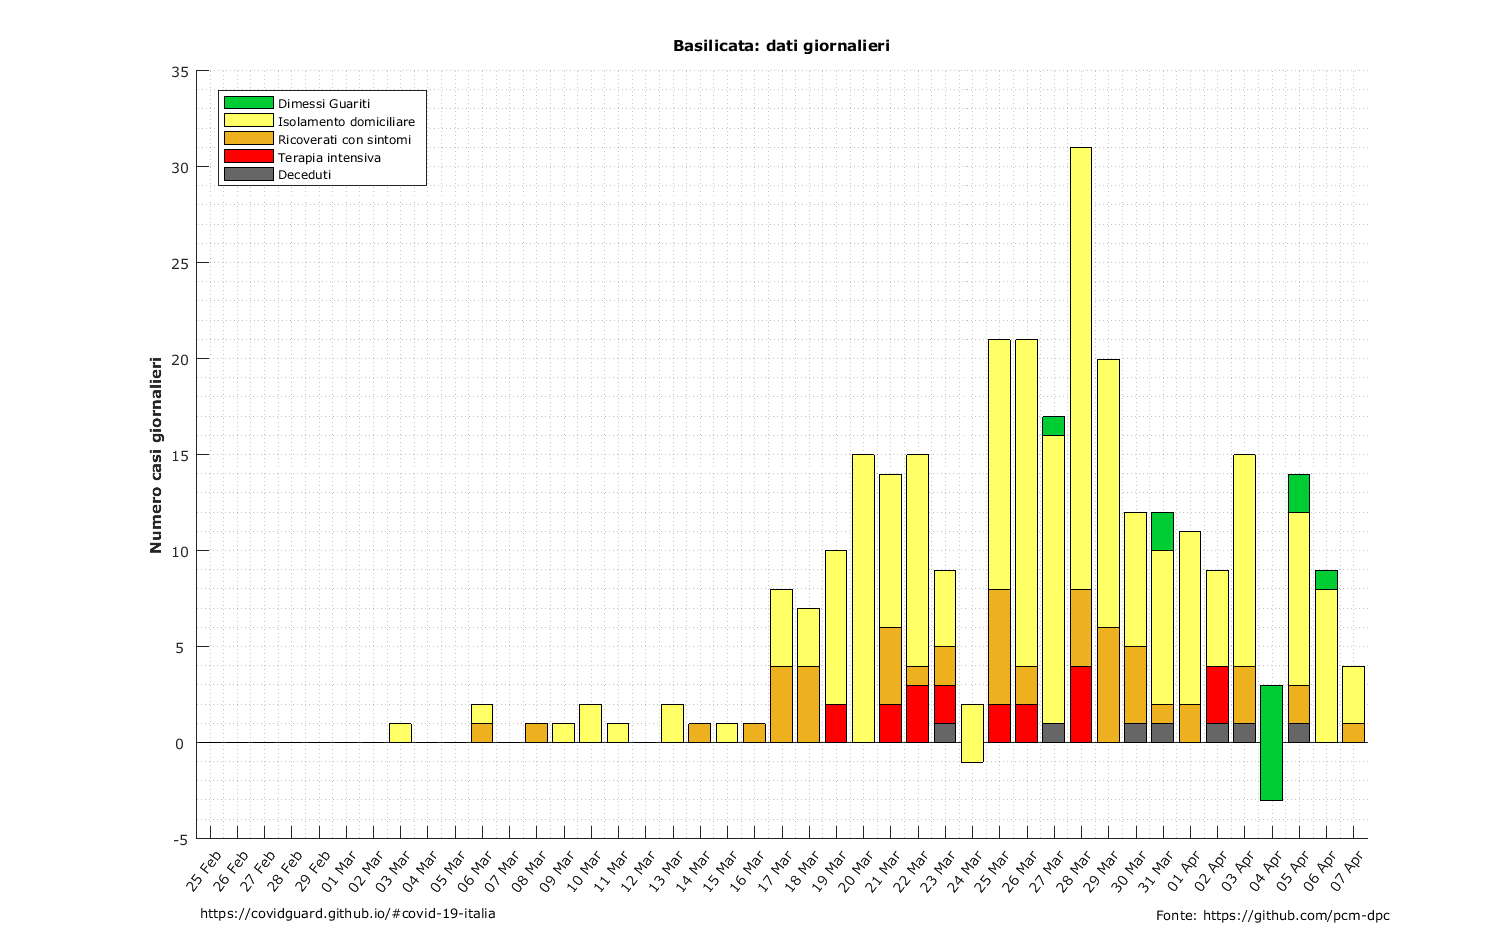 Basilicata: dati giornalieri
35
30
25
20
15
10
5
0
-5
Numero casi giornalieri
Dimessi Guariti
Isolamento domiciliare
Ricoverati con sintomi
Terapia intensiva
Deceduti
25 Feb
26 Feb
27 Feb
28 Feb
29 Feb
01 Mar
02 Mar
03 Mar
04 Mar
05 Mar
06 Mar
07 Mar
08 Mar
09 Mar
10 Mar
11 Mar
12 Mar
13 Mar
14 Mar
15 Mar
16 Mar
17 Mar
18 Mar
19 Mar
20 Mar
21 Mar
22 Mar
23 Mar
24 Mar
25 Mar
26 Mar
27 Mar
28 Mar
29 Mar
30 Mar
31 Mar
01 Apr
02 Apr
03 Apr
04 Apr
05 Apr
06 Apr
07 Apr
https://covidguard.github.io/#covid-19-italia
Fonte: https://github.com/pcm-dpc